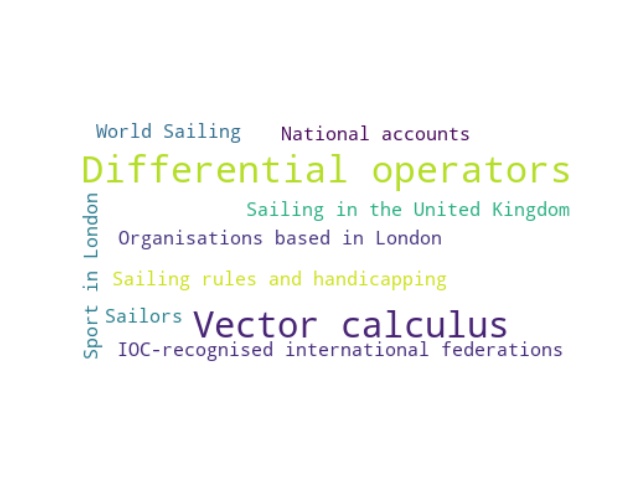 World Sailing
National accounts
Differential operators
Sailing in the United Kingdom
Sport in London
Organisations based in London
Sailing rules and handicapping
Sailors
Vector calculus
IOC-recognised international federations